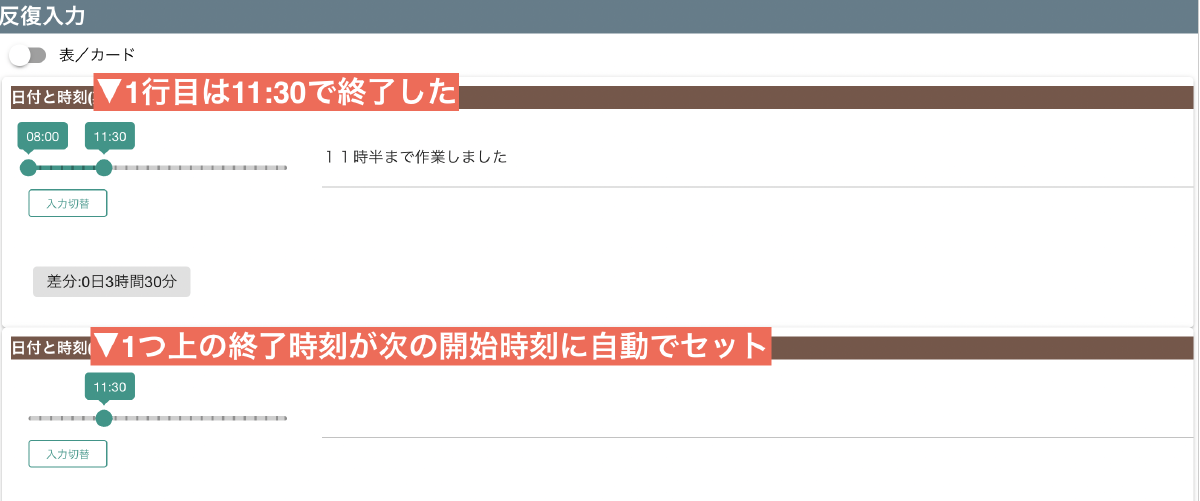 反復入力
表／カード
日付と時刻(
▼1行目は11:30で終了した
08:00
11:30
１１時半まで作業しました
入力切替
差分:0日3時間30分
日付と時刻(
▼1つ上の終了時刻が次の開始時刻に自動でセット
11:30
入力切替